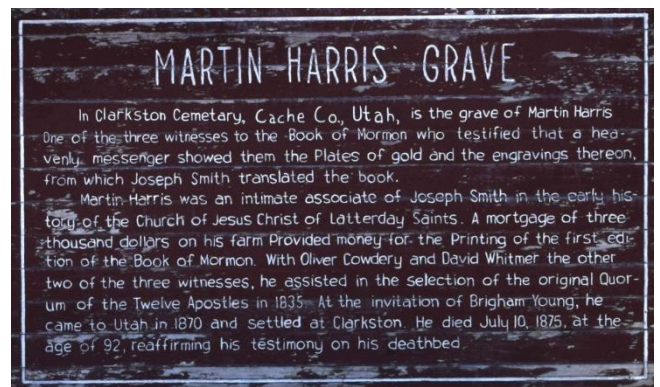 MARTIN HARRIS' GRAVE
In Clarkston Cemetary, Cache Co., Utah, is the grave of Martin Harris
One of the three witnesses to the Book of Mormon who testified that a hea-
venly messenger showed them the Plates of gold and the engravings thereon,
from which Joseph Smith translated the book.
Martin Harris was an intimate associate of Joseph Smith in the early his-
tory of the Church of Jesus Christ of Latterday Saints. A mortgage of three
thousand dollars on his farm Provided money for the Printing of the first edi-
tion of the Book of Mormon. With Oliver Cowdery and David Whitmer the other
two of the three witnesses, he assisted in the selection of the original Quor-
um of the Twelve Apostles in 1835. At the invitation of Brigham Young, he
came to Utah in 1870 and settled at Clarkston. He died July 10, 1875, at the
age of 92, reaffirming his testimony on his deathbed.